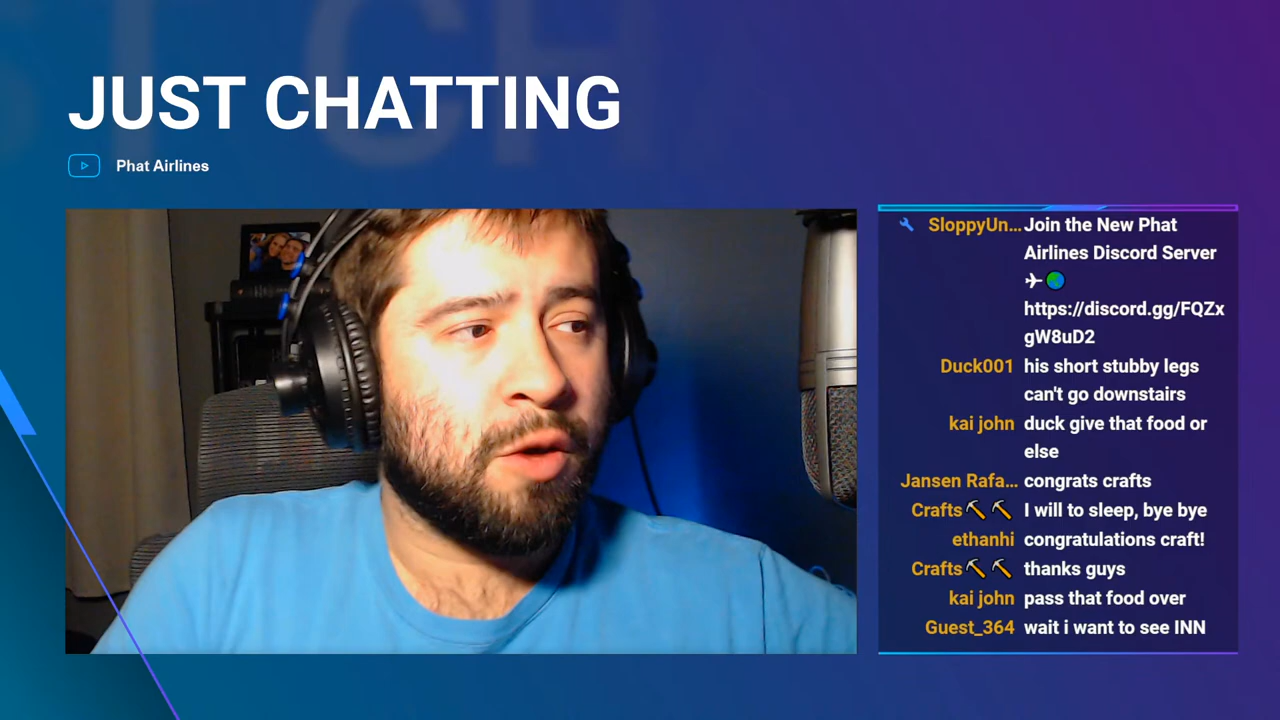 JUST CHATTING
Phat Airlines
SloppyUn... Join the New Phat
Airlines Discord Server
✈🌎
https://discord.gg/FQZx
gW8uD2
Duck001 his short stubby legs
can't go downstairs
kai john duck give that food or
else
Jansen Rafa... congrats crafts
Crafts⛏⛏ I will to sleep, bye bye
ethanhi congratulations craft!
Crafts⛏⛏ thanks guys
kai john pass that food over
Guest_364 wait i want to see INN